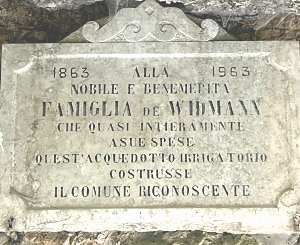 1863 ALLA 1963
NOBILE E BENEMERITA
FAMIGLIA DE WIDMANN
CHE QUASI INTIERAMENTE
A SUE SPESE
QUEST'ACQUEDOTTO IRRIGATORIO
COSTRUSSE
IL COMUNE RICONOSCENTE